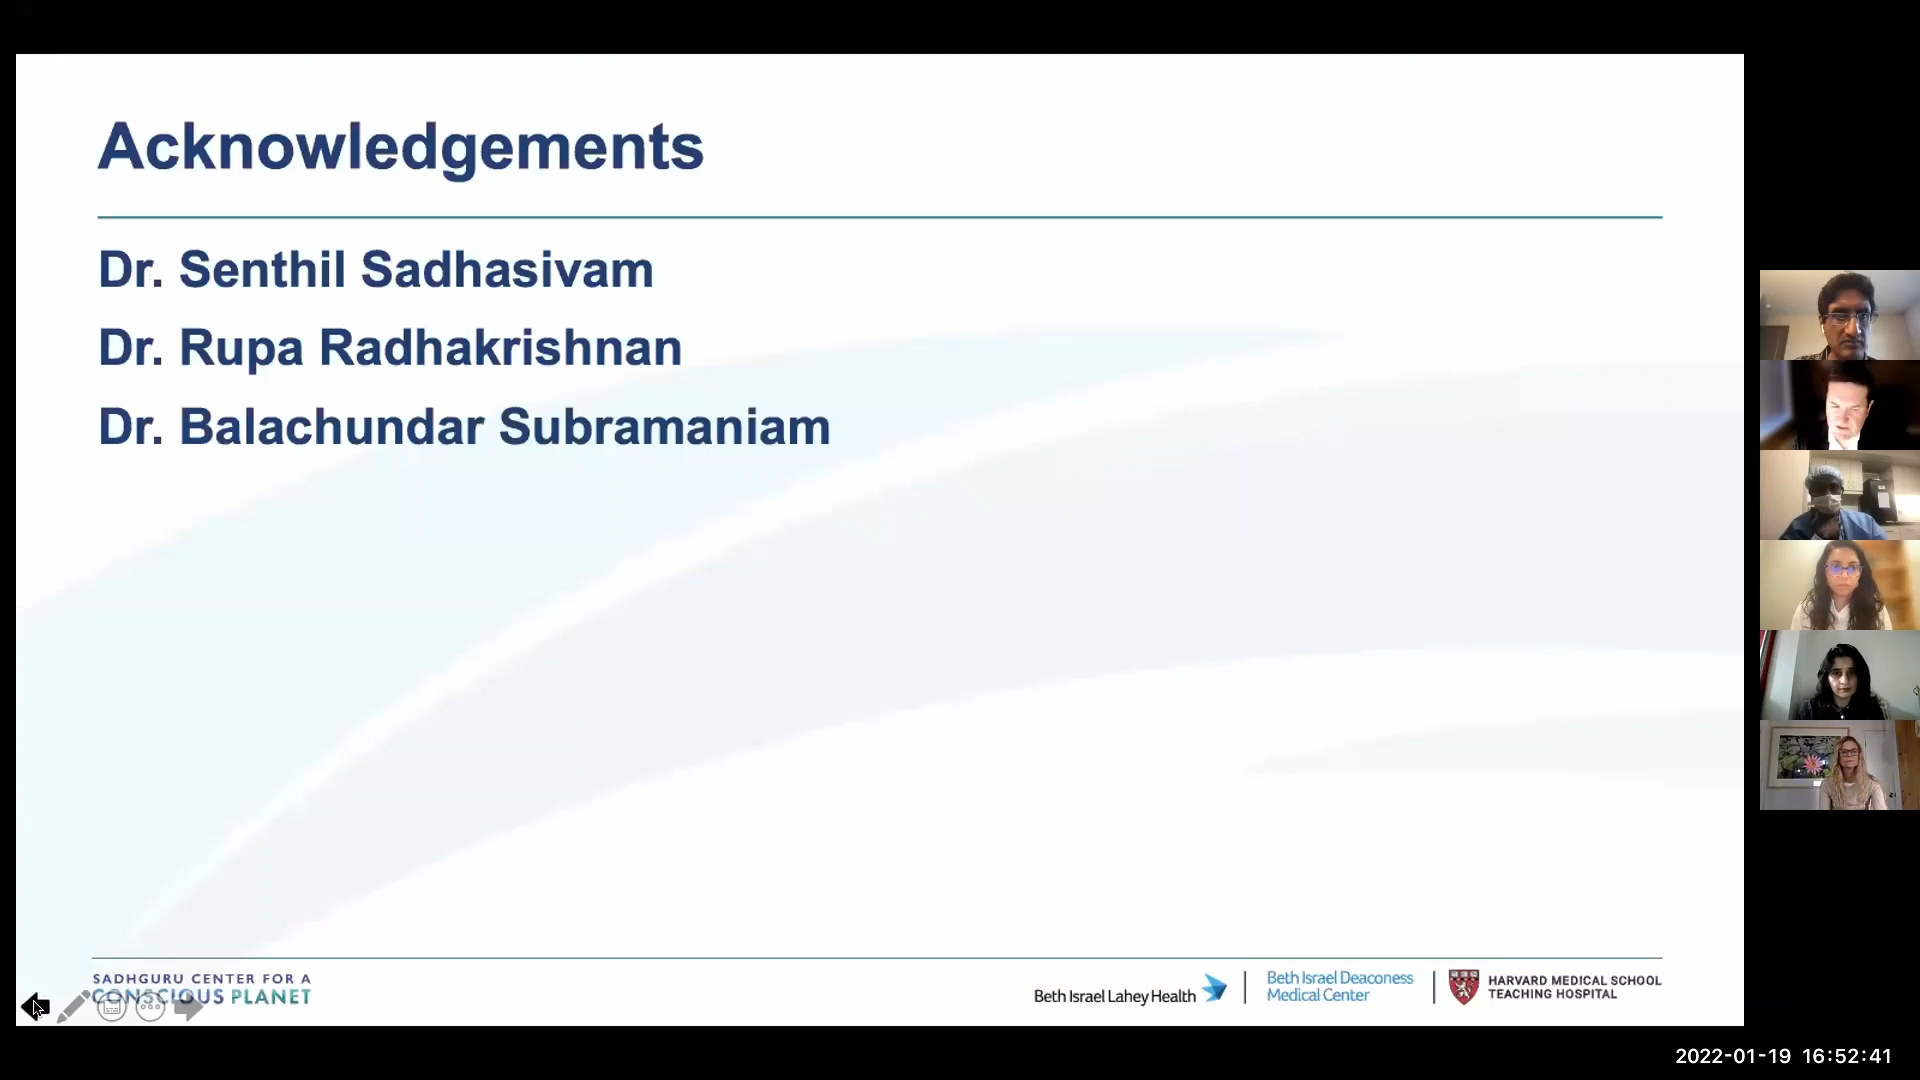 Acknowledgements
Dr. Senthil Sadhasivam
Dr. Rupa Radhakrishnan
Dr. Balachundar Subramaniam
SADHGURU CENTER FOR A
CONSCIOUS PLANET
Beth Israel Lahey Health
Beth Israel Deaconess
Medical Center
HARVARD MEDICAL SCHOOL
TEACHING HOSPITAL
2022-01-19 16:52:41